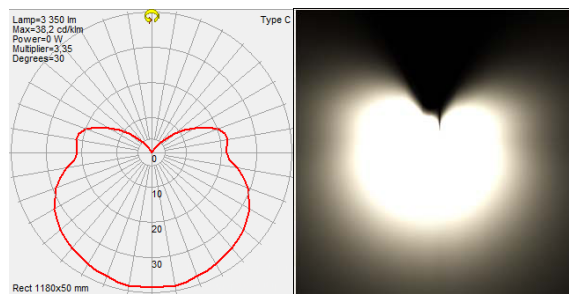 Lamp=3 350 lm
Type C
Max=38,2 cd/klm
Power=0 W
Multiplier=3,35
Degrees=30
0
10
20
30
Rect 1180x50 mm